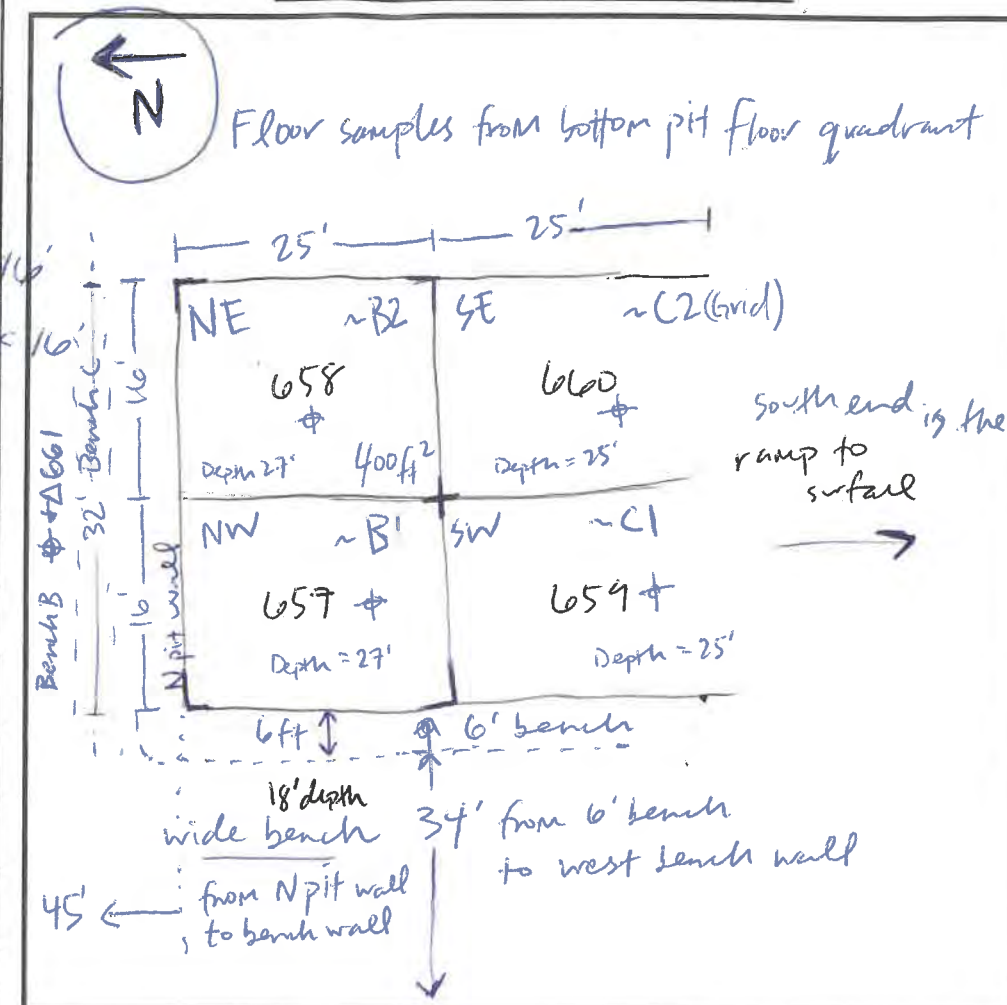 N
Floor samples from bottom pit floor quadrant
25'
25'
16'
NE ~B2
SE ~C2 (Grid)
658
660
Depth 27' 400ft²
Depth = 25'
south end is the
ramp to
surface
NW ~B1
SW ~C1
657
659
Depth = 27'
Depth = 25'
16'
16'
32' Bench C
Bench B + Δ661
N pit wall
6ft
6' bench
18' depth
wide bench
34' from 6' bench
to west bench wall
45'
from N pit wall
to bench wall